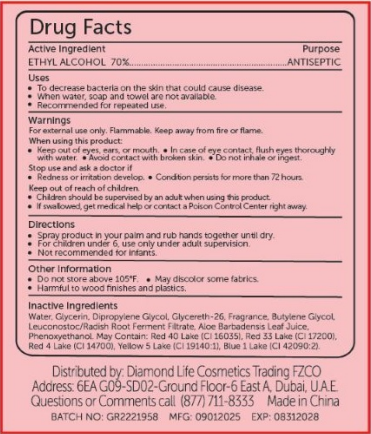 Drug Facts
Active Ingredient Purpose
ETHYL ALCOHOL 70%..........................................................ANTISEPTIC
Uses
• To decrease bacteria on the skin that could cause disease.
• When water, soap and towel are not available.
• Recommended for repeated use.
Warnings
For external use only. Flammable. Keep away from fire or flame.
When using this product:
• Keep out of eyes, ears, or mouth. • In case of eye contact, flush eyes thoroughly
with water. • Avoid contact with broken skin. • Do not inhale or ingest.
Stop use and ask a doctor if
• Redness or irritation develop. • Condition persists for more than 72 hours.
Keep out of reach of children.
• Children should be supervised by an adult when using this product.
• If swallowed, get medical help or contact a Poison Control Center right away.
Directions
• Spray product in your palm and rub hands together until dry.
• For children under 6, use only under adult supervision.
• Not recommended for infants.
Other Information
• Do not store above 105°F. • May discolor some fabrics.
• Harmful to wood finishes and plastics.
Inactive Ingredients
Water, Glycerin, Dipropylene Glycol, Glycereth-26, Fragrance, Butylene Glycol,
Leuconostoc/Radish Root Ferment Filtrate, Aloe Barbadensis Leaf Juice,
Phenoxyethanol. May Contain: Red 40 Lake (CI 16035), Red 33 Lake (CI 17200),
Red 4 Lake (CI 14700), Yellow 5 Lake (CI 19140:1), Blue 1 Lake (CI 42090:2).
Distributed by: Diamond Life Cosmetics Trading FZCO
Address: 6EA G09-SD02-Ground Floor-6 East A, Dubai, U.A.E.
Questions or Comments call (877) 711-8333 Made in China
BATCH NO: GR2221958 MFG: 09012025 EXP: 08312028